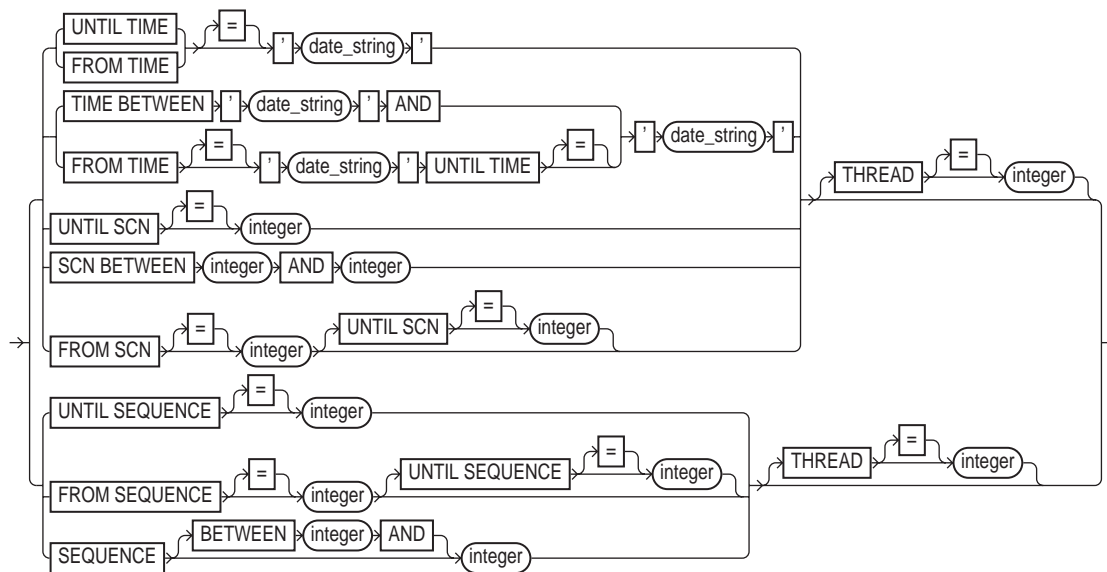 UNTIL TIME = ' date_string '
FROM TIME
TIME BETWEEN ' date_string ' AND
' date_string '
FROM TIME = ' date_string ' UNTIL TIME =
THREAD = integer
UNTIL SCN = integer
SCN BETWEEN integer AND integer
FROM SCN = integer UNTIL SCN = integer
UNTIL SEQUENCE = integer
FROM SEQUENCE = integer UNTIL SEQUENCE = integer
THREAD = integer
SEQUENCE BETWEEN integer AND integer